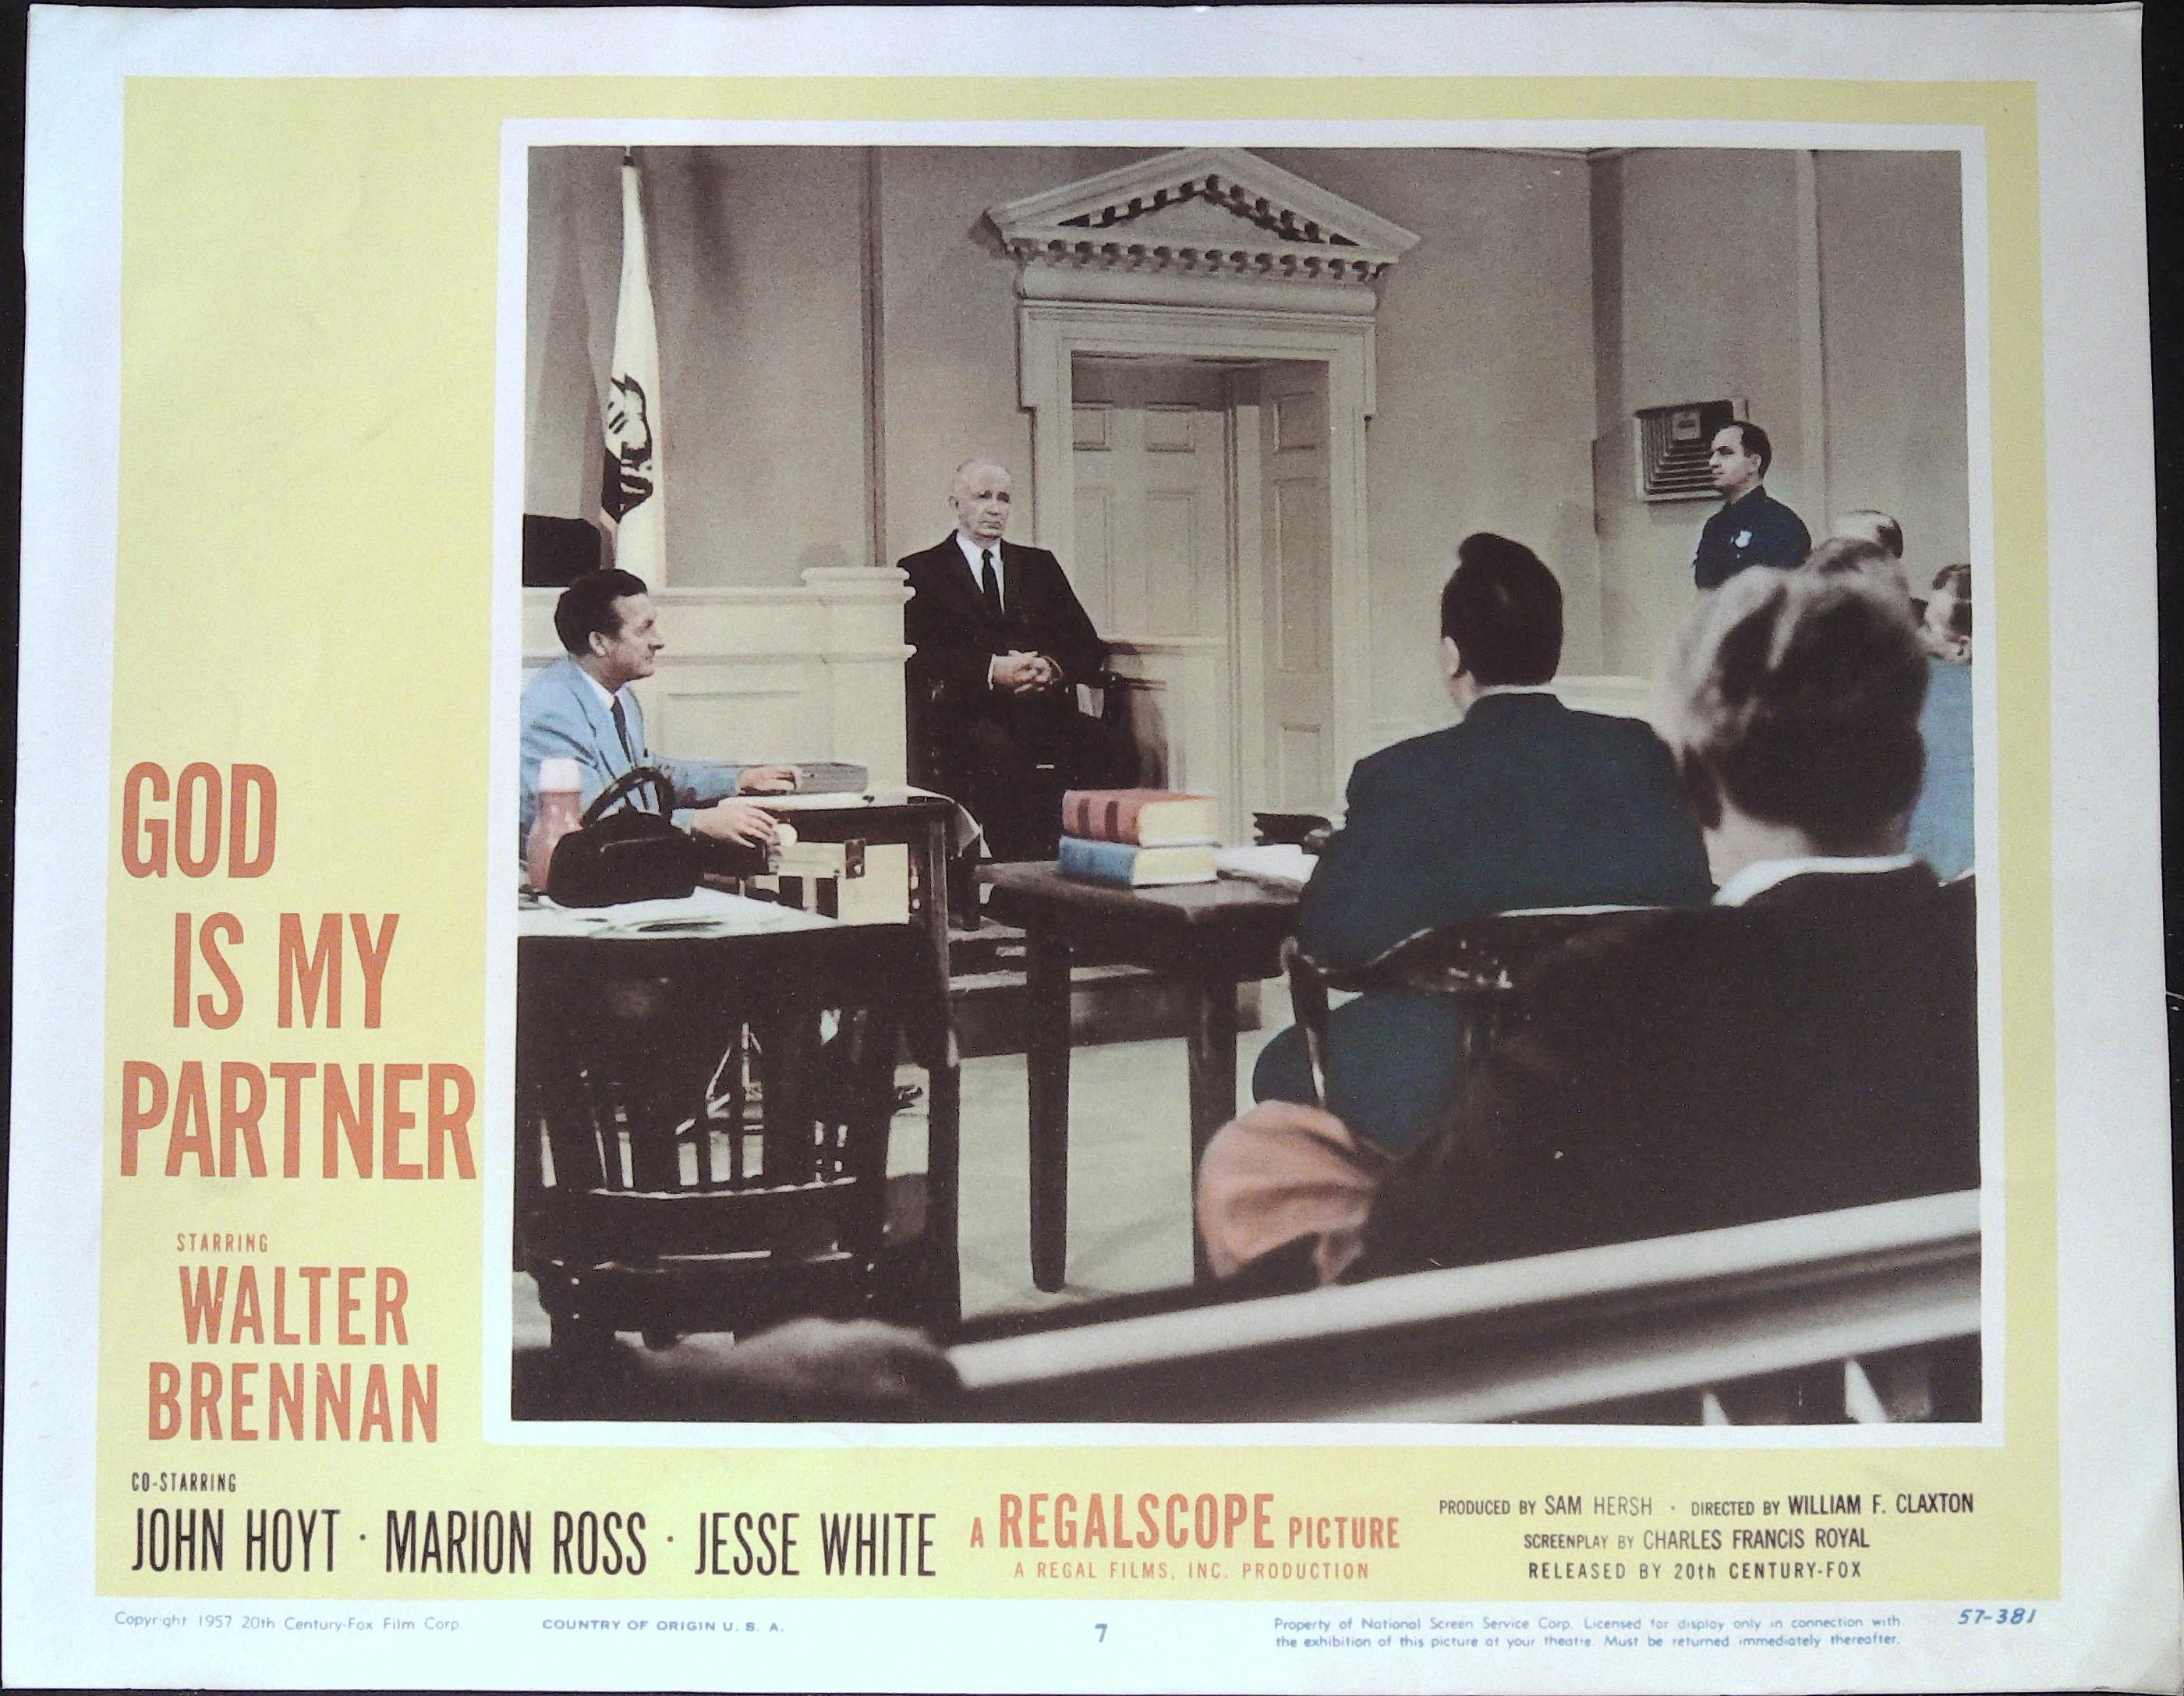 GOD
IS MY
PARTNER
STARRING
WALTER
BRENNAN
CO-STARRING
JOHN HOYT · MARION ROSS · JESSE WHITE
A REGALSCOPE PICTURE
A REGAL FILMS, INC. PRODUCTION
PRODUCED BY SAM HERSH · DIRECTED BY WILLIAM F. CLAXTON
SCREENPLAY BY CHARLES FRANCIS ROYAL
RELEASED BY 20th CENTURY-FOX
Copyright 1957 20th Century-Fox Film Corp.
COUNTRY OF ORIGIN U. S. A.
7
Property of National Screen Service Corp. Licensed for display only in connection with
the exhibition of this picture at your theatre. Must be returned immediately thereafter.
57-381